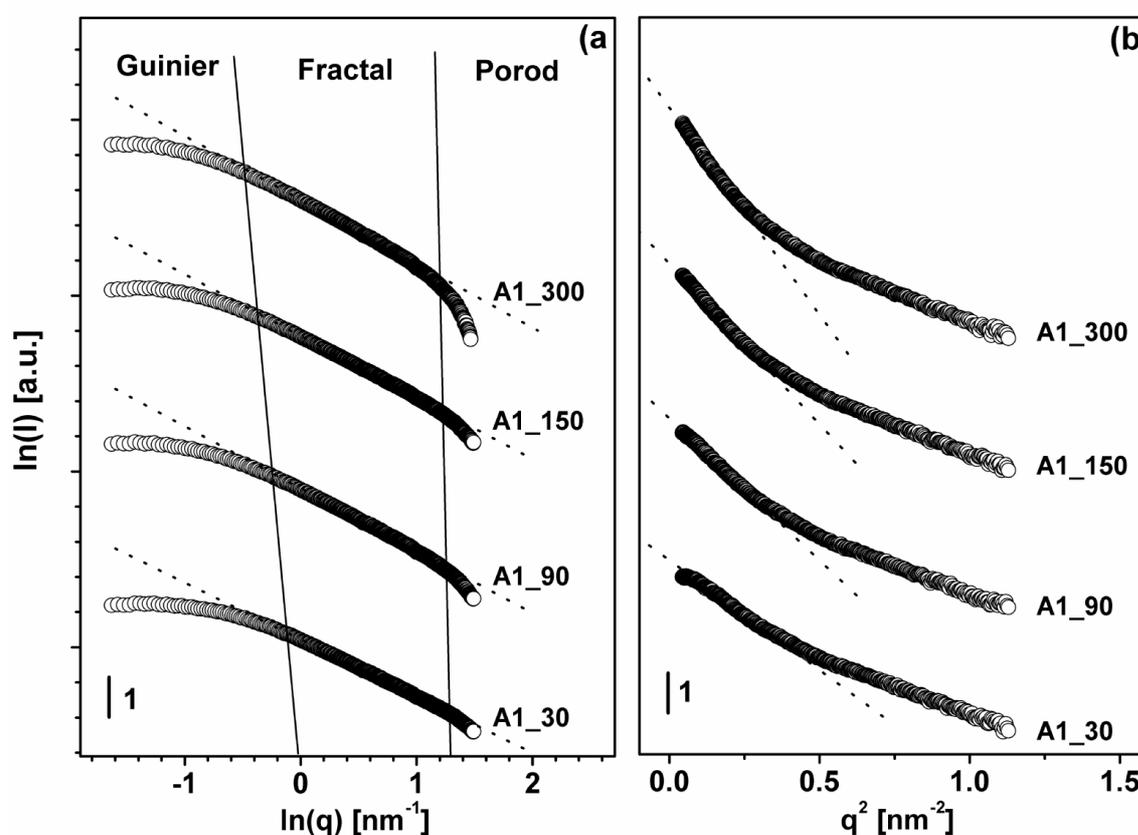 (a
Guinier Fractal Porod
A1_300
A1_150
A1_90
A1_30
1
ln(I) [a.u.]
-1 0 1 2
ln(q) [nm-1]
(b)
A1_300
A1_150
A1_90
A1_30
1
0.0 0.5 1.0 1.5
q2 [nm-2]